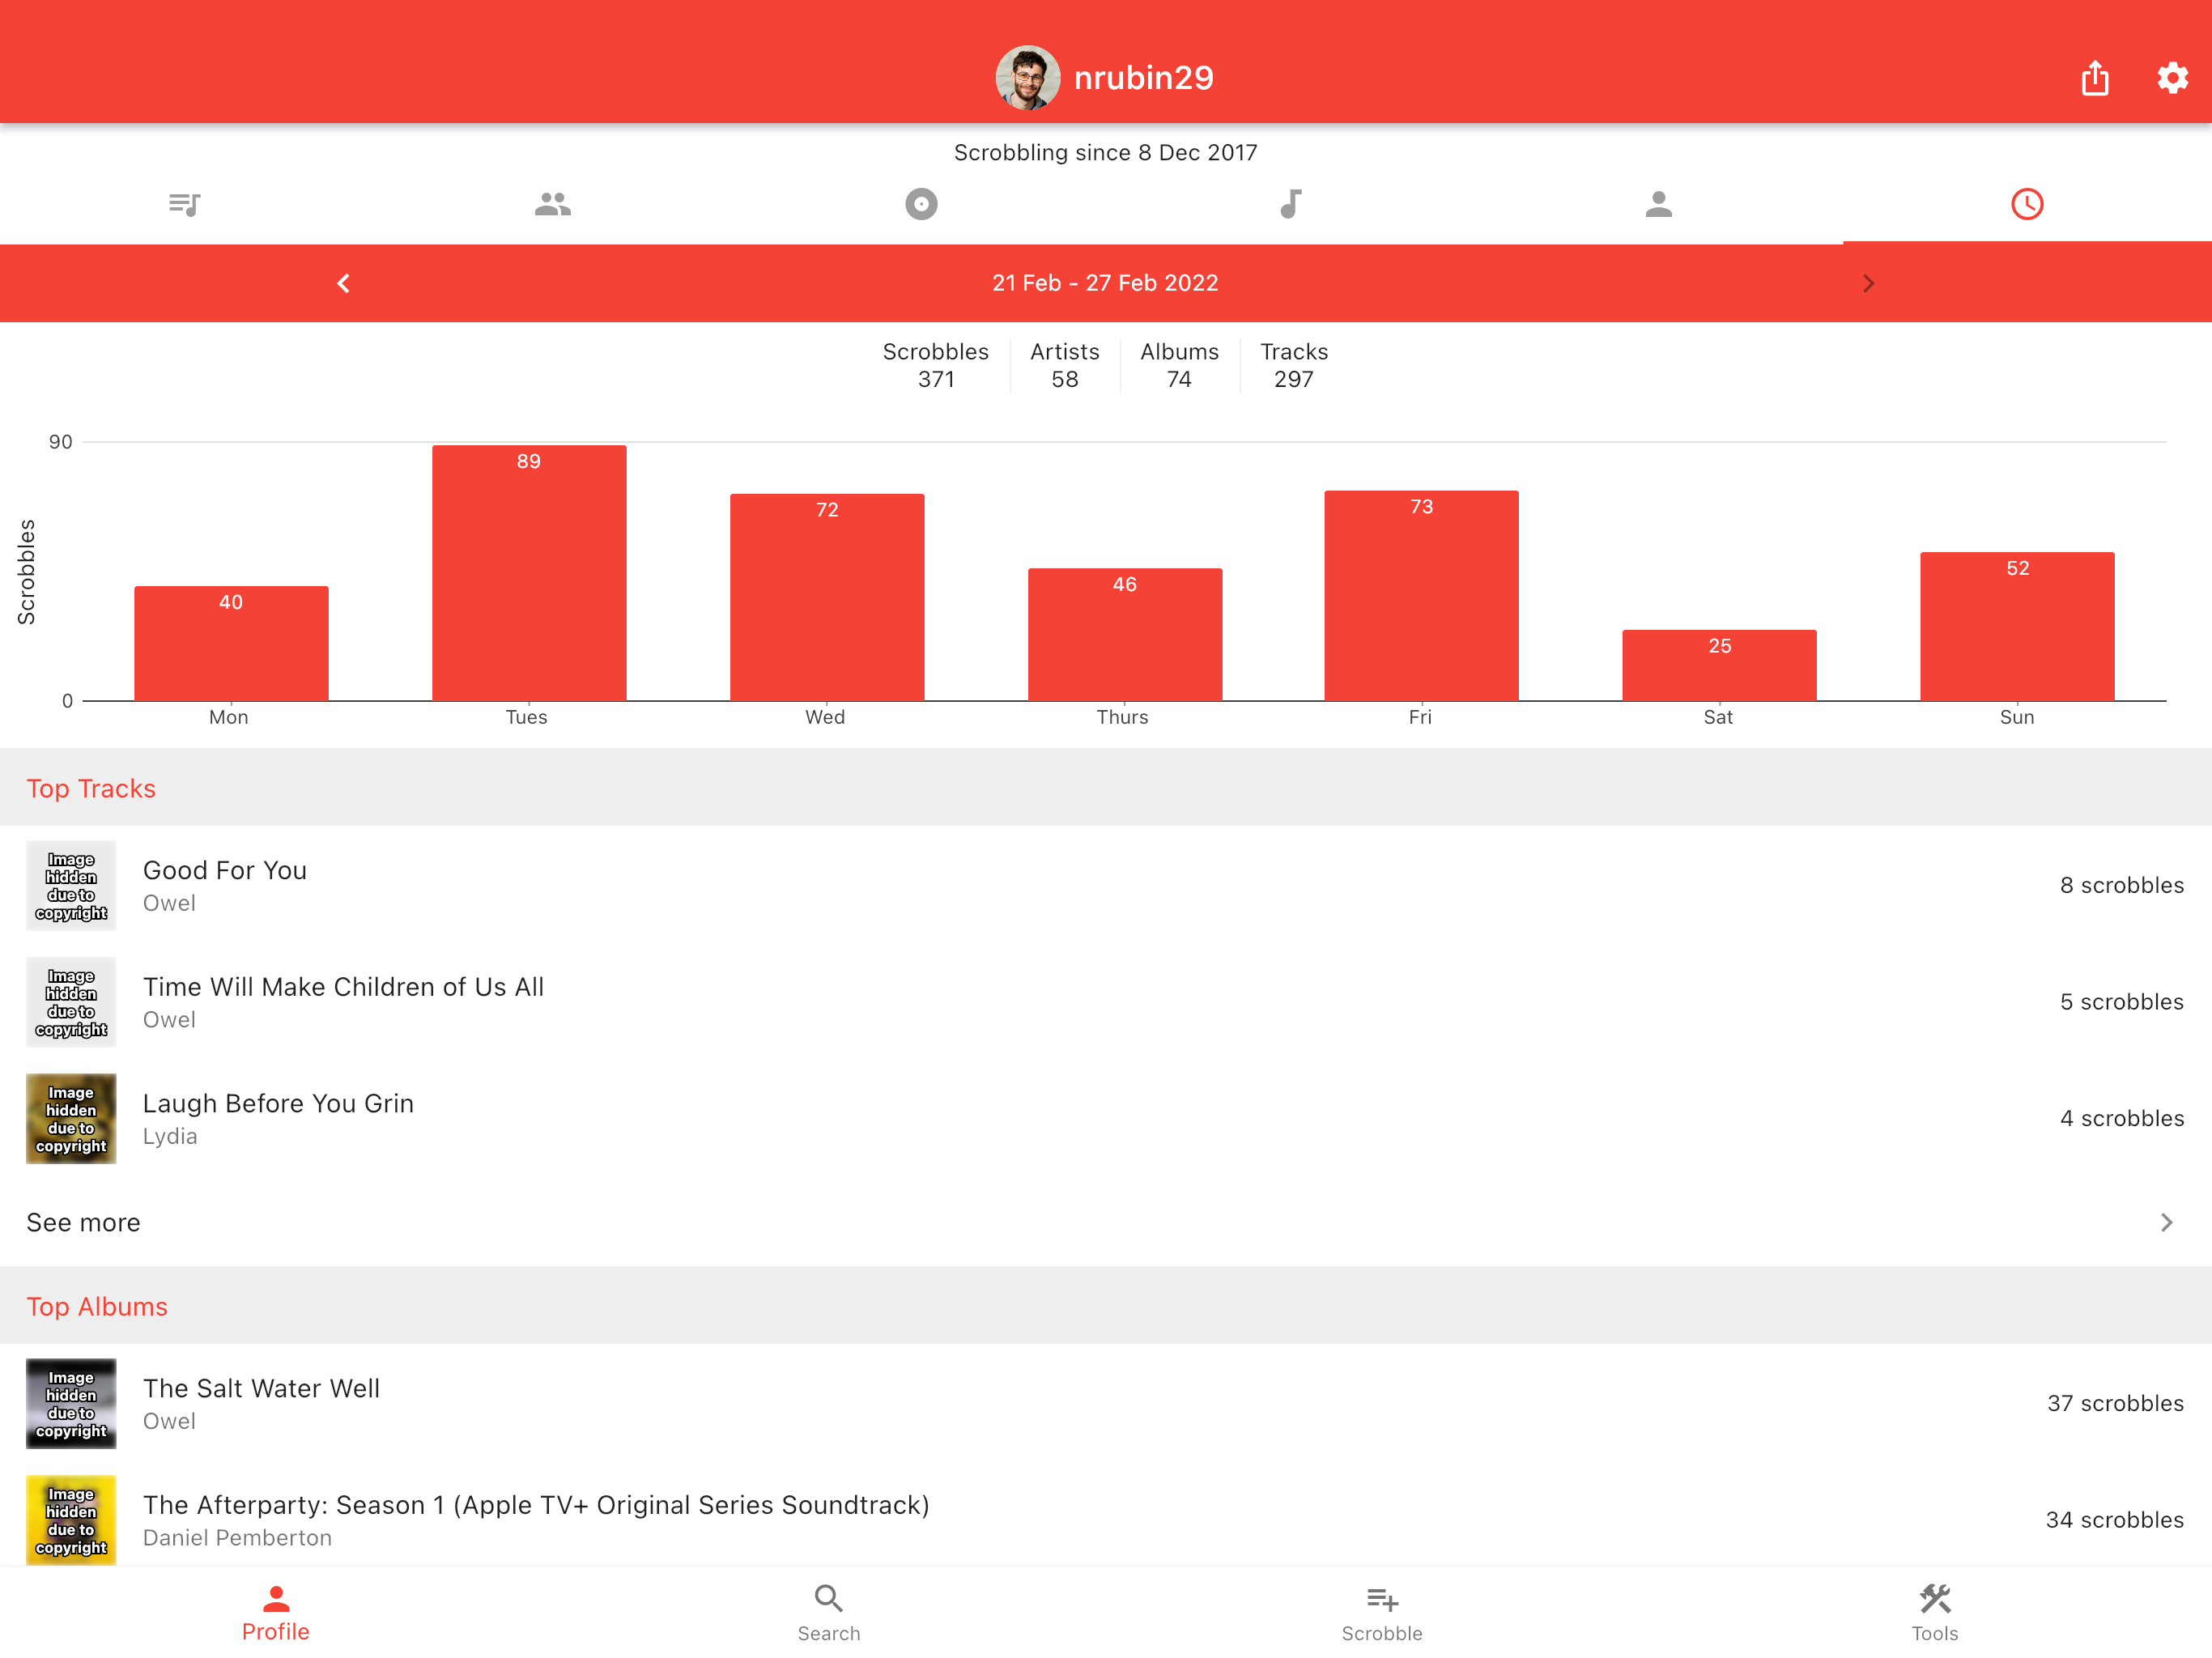 nrubin29
Scrobbling since 8 Dec 2017
21 Feb - 27 Feb 2022
Scrobbles Artists Albums Tracks
371 58 74 297
90
Scrobbles
89
72
73
46
52
40
25
0
Mon Tues Wed Thurs Fri Sat Sun
Top Tracks
Image
hidden
due to
copyright
Good For You
Owel
8 scrobbles
Image
hidden
due to
copyright
Time Will Make Children of Us All
Owel
5 scrobbles
Image
hidden
due to
copyright
Laugh Before You Grin
Lydia
4 scrobbles
See more
Top Albums
Image
hidden
due to
copyright
The Salt Water Well
Owel
37 scrobbles
Image
hidden
due to
copyright
The Afterparty: Season 1 (Apple TV+ Original Series Soundtrack)
Daniel Pemberton
34 scrobbles
Profile Search Scrobble Tools